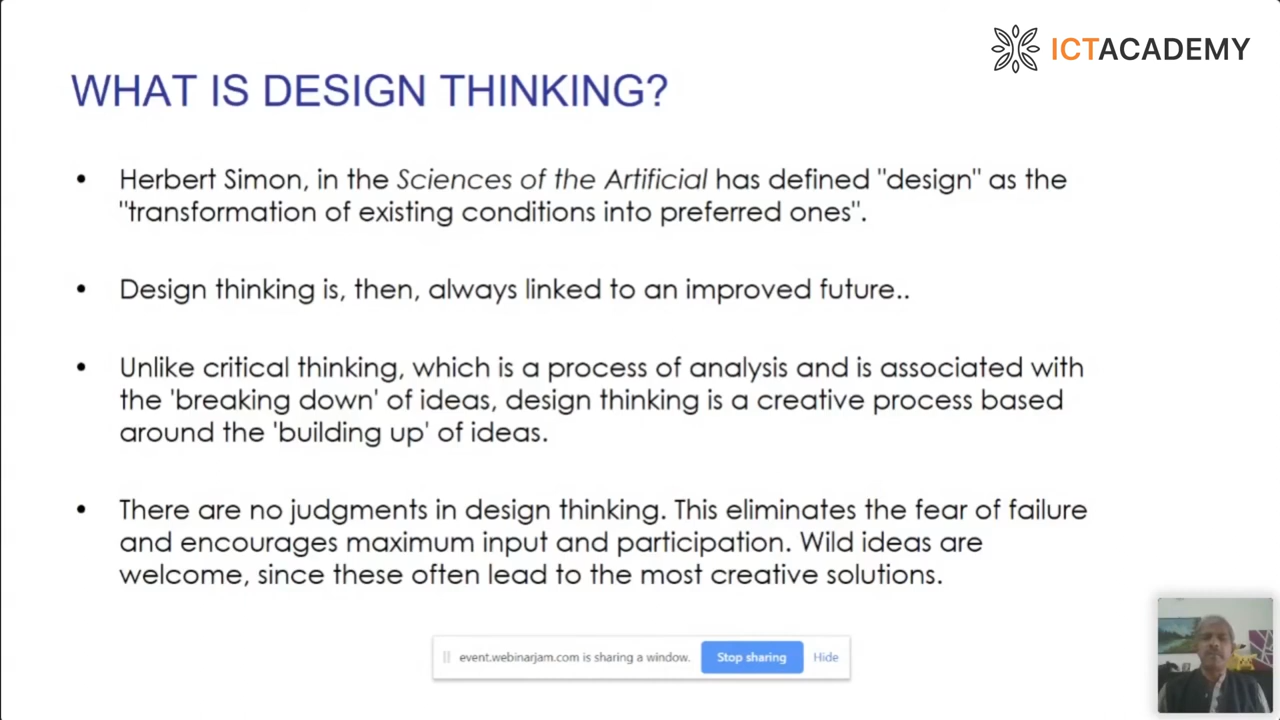 ICTACADEMY
WHAT IS DESIGN THINKING?
• Herbert Simon, in the Sciences of the Artificial has defined "design" as the
"transformation of existing conditions into preferred ones".
• Design thinking is, then, always linked to an improved future..
• Unlike critical thinking, which is a process of analysis and is associated with
the 'breaking down' of ideas, design thinking is a creative process based
around the 'building up' of ideas.
• There are no judgments in design thinking. This eliminates the fear of failure
and encourages maximum input and participation. Wild ideas are
welcome, since these often lead to the most creative solutions.
event.webinarjam.com is sharing a window. Stop sharing Hide